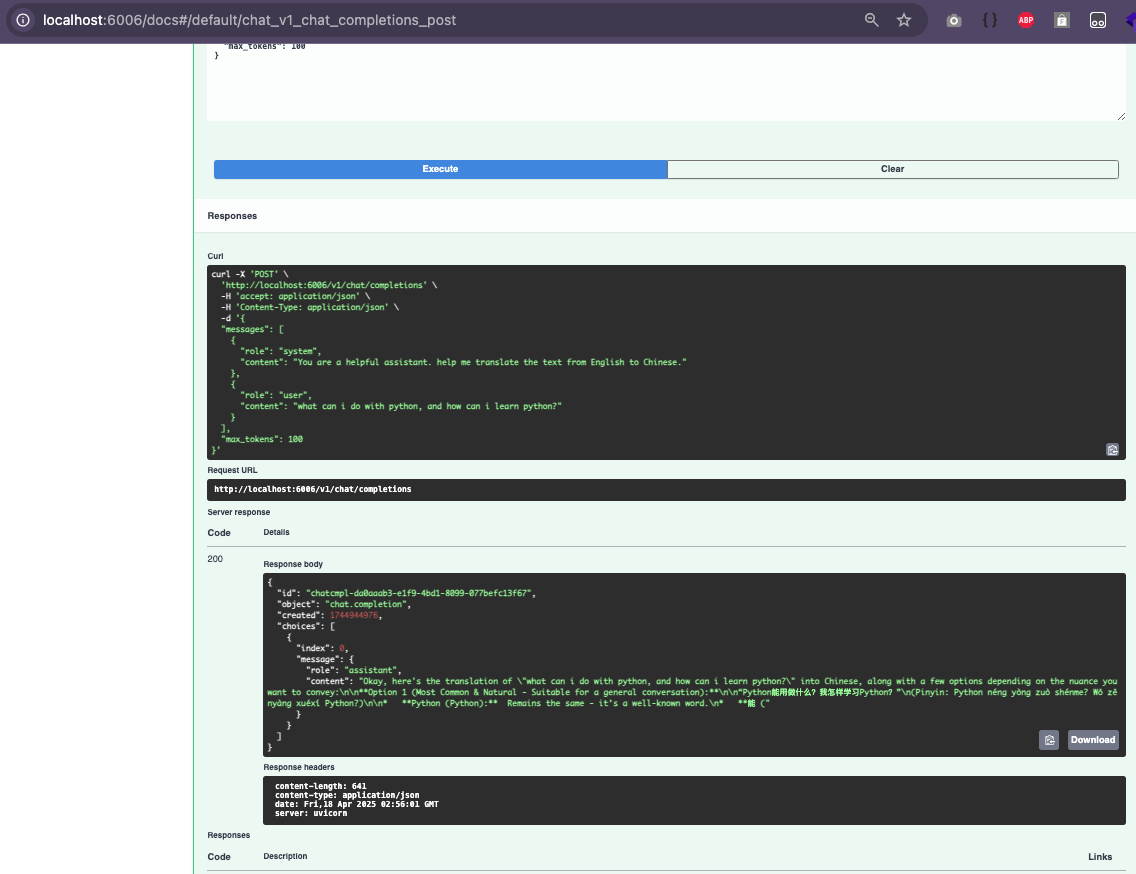 localhost:6006/docs#/default/chat_v1_chat_completions_post
ABP
"max_tokens": 100
}
Execute
Clear
Responses
Curl
curl -X 'POST' \
'http://localhost:6006/v1/chat/completions' \
-H 'accept: application/json' \
-H 'Content-Type: application/json' \
-d '{
"messages": [
{
"role": "system",
"content": "You are a helpful assistant. help me translate the text from English to Chinese."
},
{
"role": "user",
"content": "what can i do with python, and how can i learn python?"
}
],
"max_tokens": 100
}'
Request URL
http://localhost:6006/v1/chat/completions
Server response
Code Details
200
Response body
{
"id": "chatcmpl-da0aaab3-e1f9-4bd1-8099-077befc13f67",
"object": "chat.completion",
"created": 1744944976,
"choices": [
{
"index": 0,
"message": {
"role": "assistant",
"content": "Okay, here's the translation of \"what can i do with python, and how can i learn python?\" into Chinese, along with a few options depending on the nuance you
want to convey:\n\n**Option 1 (Most Common & Natural - Suitable for a general conversation):**\n\n“Python能用做什么？我怎样学习Python？”\n(Pinyin: Python néng yòng zuò shénme? Wǒ zě
nyàng xuéxí Python?)\n\n*   **Python (Python):**  Remains the same - it’s a well-known word.\n*   **能 ("
}
}
]
}
Download
Response headers
content-length: 641
content-type: application/json
date: Fri,18 Apr 2025 02:56:01 GMT
server: uvicorn
Responses
Code Description Links